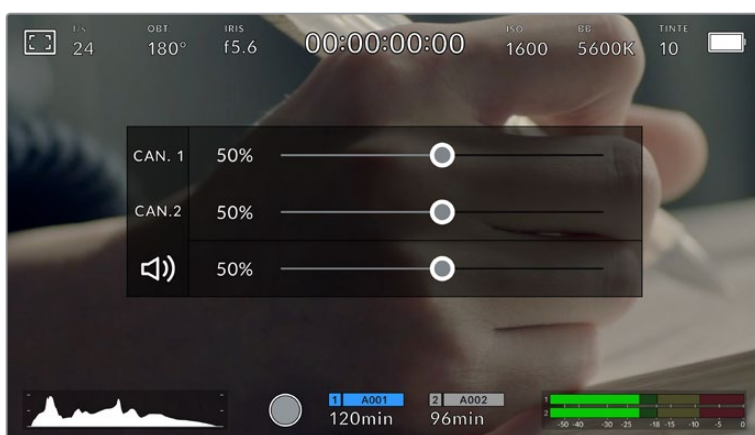 I/s OBT. IRIS 00:00:00:00 ISO BB TINTE
24 180° f5.6 1600 5600K 10
CAN. 1 50%
CAN.2 50%
50%
1 A001 2 A002
120min 96min
1
2
-50 -40 -30 -25 -18 -15 -10 -5 0